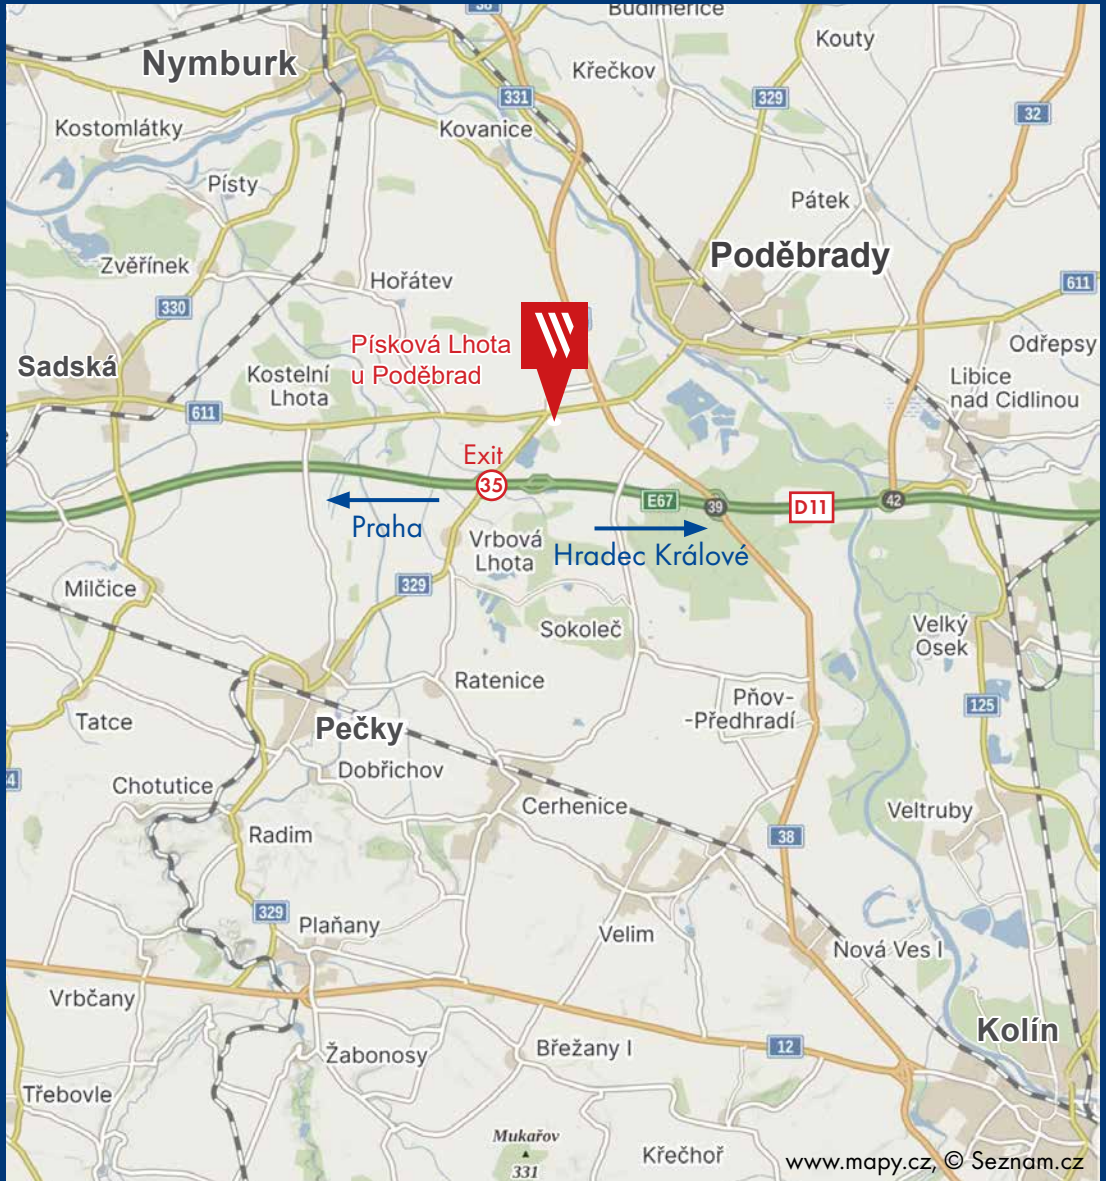 38
Budiměřice
Kouty
Nymburk
Křečkov
331
329
32
Kostomlátky
Kovanice
Písty
Pátek
Poděbrady
Zvěřínek
Hořátev
611
330
Písková Lhota
u Poděbrad
Odřepsy
Sadská
Kostelní
Lhota
Libice
nad Cidlinou
611
Exit
35
E67
39
D11
42
Praha
Hradec Králové
Vrbová
Lhota
Milčice
329
Sokoleč
Velký
Osek
Ratenice
Pňov-
-Předhradí
125
Tatce
Pečky
Dobřichov
Chotutice
Cerhenice
Veltruby
Radim
38
329
Plaňany
Velim
Nová Ves I
Vrbčany
Kolín
Žabonosy
Břežany I
12
Třebovle
Mukařov
331
Křečhoř
www.mapy.cz, © Seznam.cz